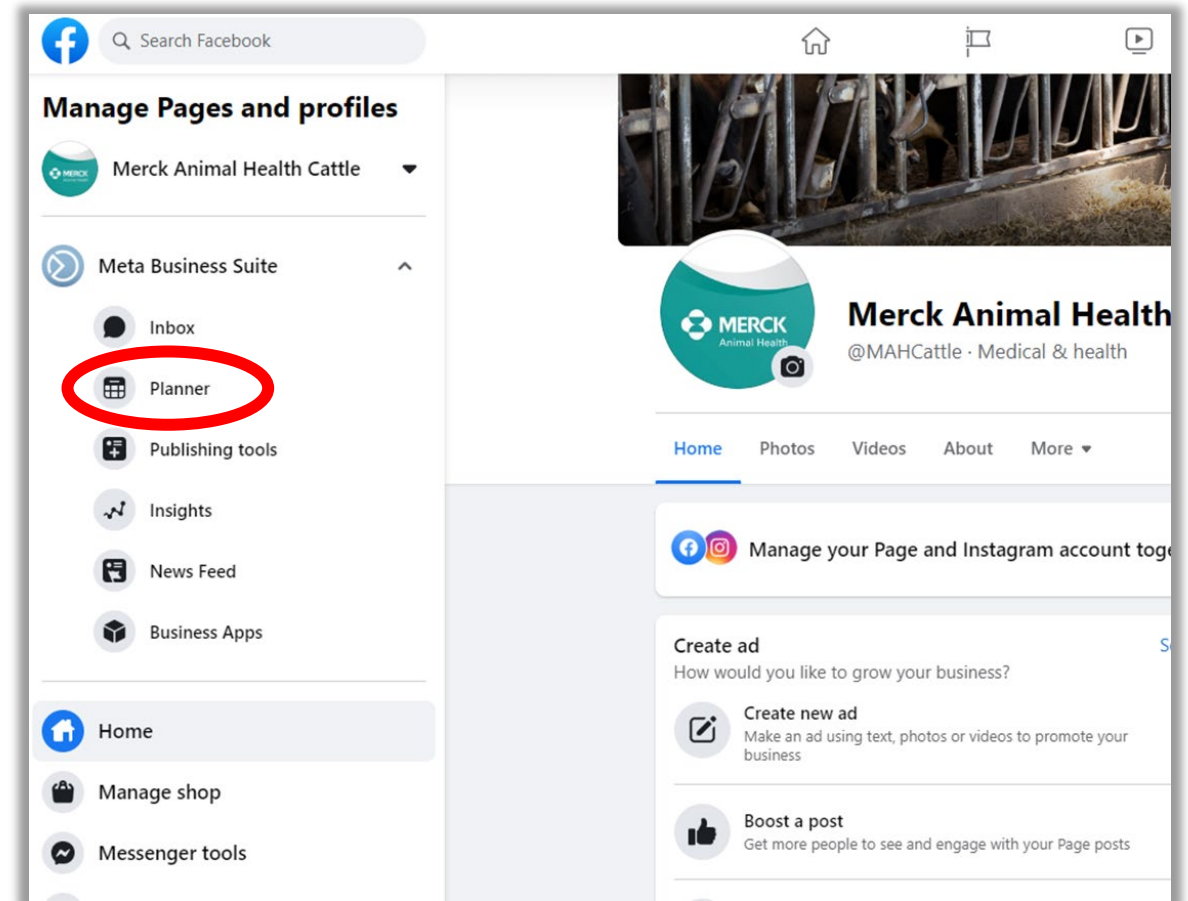 Search Facebook
Manage Pages and profiles
MERCK
Merck Animal Health Cattle
Meta Business Suite
Inbox
Planner
Publishing tools
Insights
News Feed
Business Apps
Home
Manage shop
Messenger tools
MERCK
Animal Health
Merck Animal Health
@MAHCattle · Medical & health
Home Photos Videos About More
Manage your Page and Instagram account toge
Create ad
How would you like to grow your business?
Create new ad
Make an ad using text, photos or videos to promote your
business
Boost a post
Get more people to see and engage with your Page posts